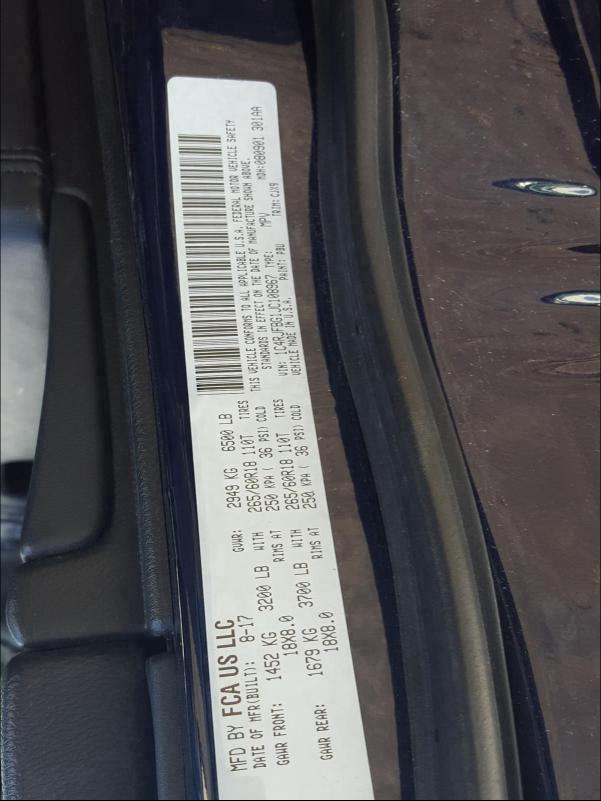 MFD BY FCA US LLC
DATE OF MFR(BUILT): 8-17 GVWR: 2949 KG 6500 LB
GAWR FRONT: 1452 KG 3200 LB WITH 265/60R18 110T TIRES
18X8.0 RIMS AT 250 KPA ( 36 PSI) COLD
GAWR REAR: 1679 KG 3700 LB WITH 265/60R18 110T TIRES
18X8.0 RIMS AT 250 KPA ( 36 PSI) COLD
THIS VEHICLE CONFORMS TO ALL APPLICABLE U.S.A. FEDERAL MOTOR VEHICLE SAFETY
STANDARDS IN EFFECT ON THE DATE OF MANUFACTURE SHOWN ABOVE.
VIN: 1C4RJFBG1JC108967 TYPE: MPV MDH:080901 301AA
VEHICLE MADE IN U.S.A. PAINT: PBU TRIM: CJX9